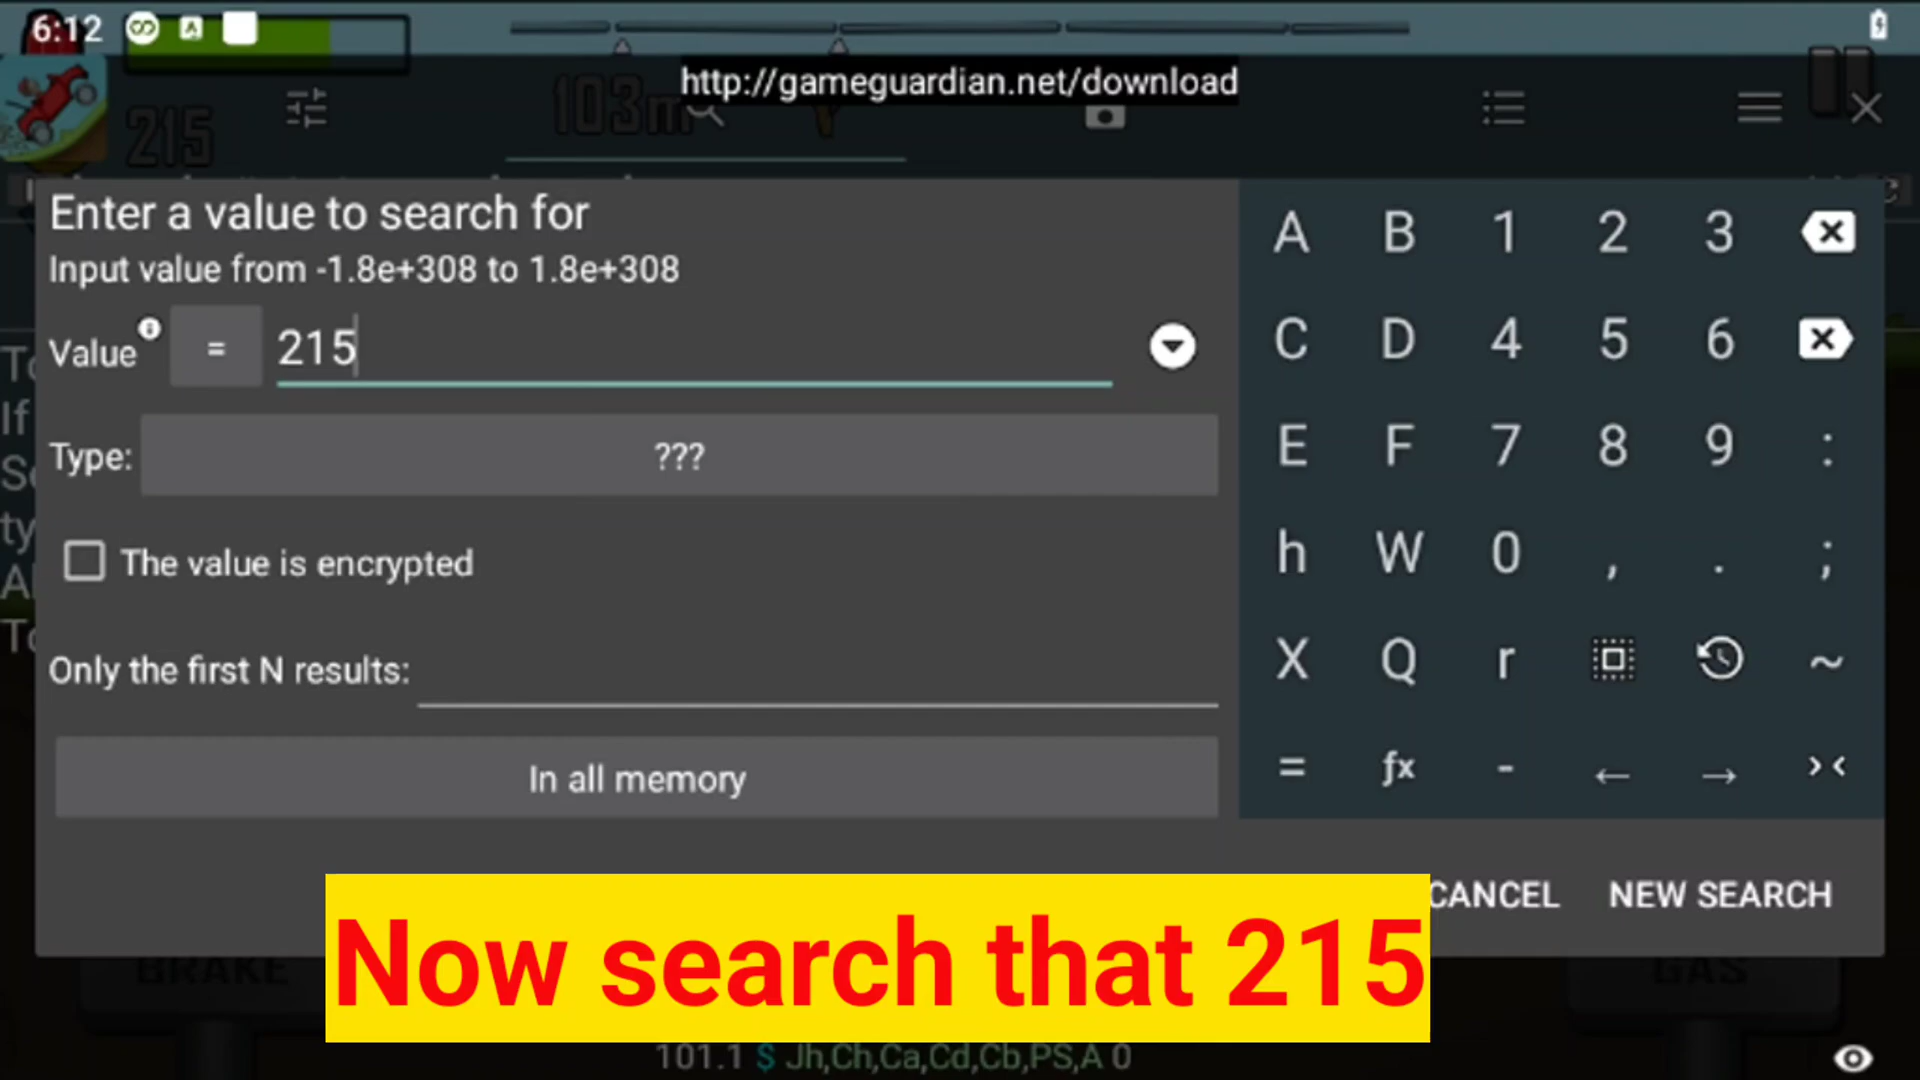 6:12
http://gameguardian.net/download
103m
215
Enter a value to search for
Input value from -1.8e+308 to 1.8e+308
Value = 215
Type: ???
The value is encrypted
Only the first N results:
In all memory
A B 1 2 3
C D 4 5 6
E F 7 8 9 :
h W 0 , . ;
X Q r ~
= ƒx - ← → ><
CANCEL NEW SEARCH
Now search that 215
BRAKE
GAS
101.1 $ Jh,Ch,Ca,Cd,Cb,PS,A 0